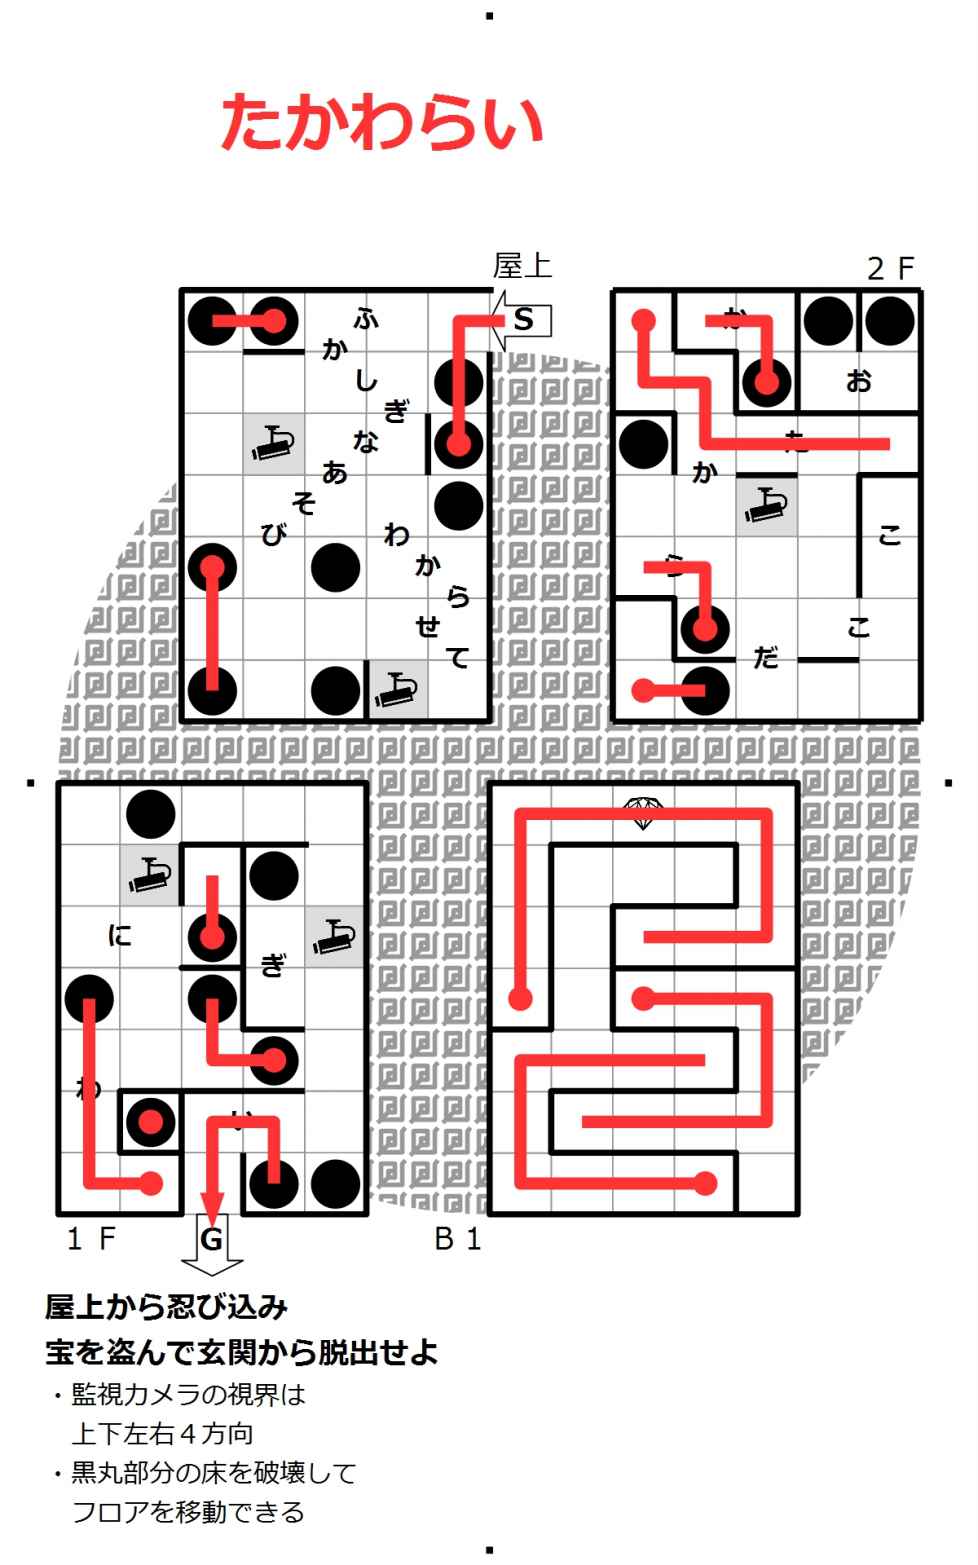 たかわらい
屋上
2F
S
ふ
か
し
ぎ
な
あ
そ
び
わ
か
ら
せ
て
か
お
た
か
こ
ら
こ
だ
に
ぎ
わ
い
1F
G
B1
屋上から忍び込み
宝を盗んで玄関から脱出せよ
・監視カメラの視界は
上下左右4方向
・黒丸部分の床を破壊して
フロアを移動できる